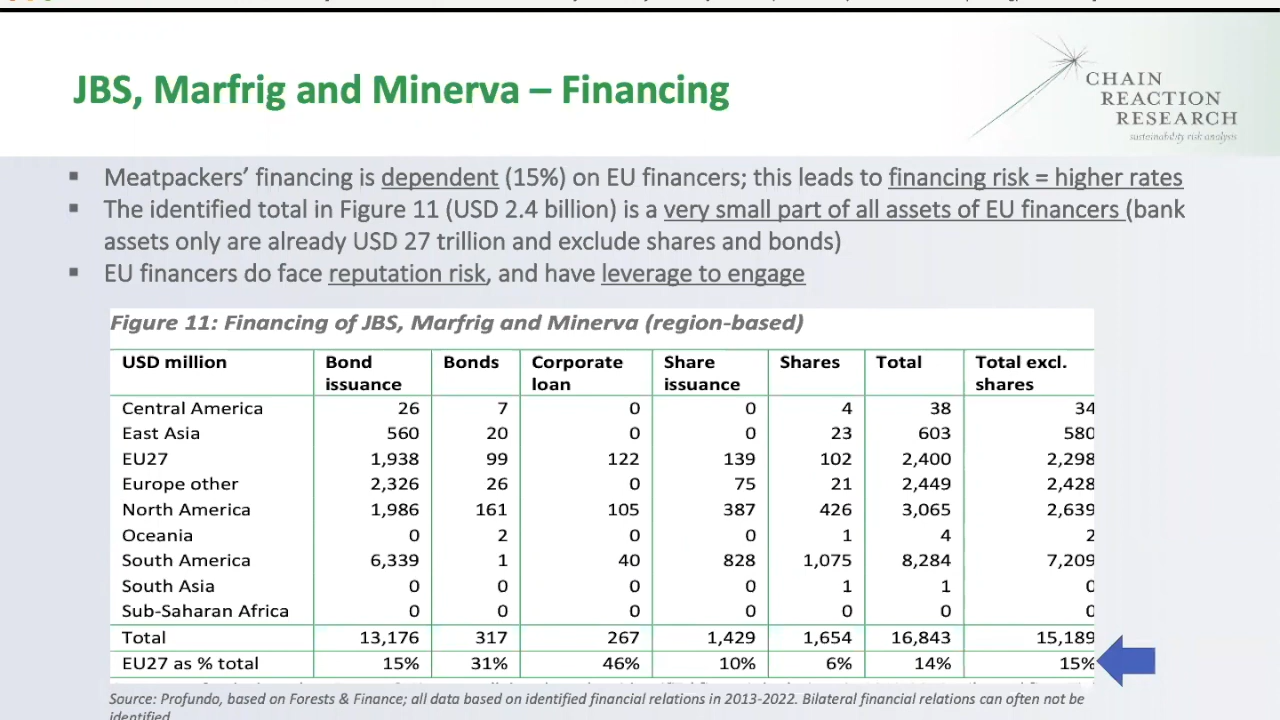 JBS, Marfrig and Minerva – Financing
CHAIN
REACTION
RESEARCH
sustainability risk analysis
▪ Meatpackers’ financing is dependent (15%) on EU financers; this leads to financing risk = higher rates
▪ The identified total in Figure 11 (USD 2.4 billion) is a very small part of all assets of EU financers (bank
assets only are already USD 27 trillion and exclude shares and bonds)
▪ EU financers do face reputation risk, and have leverage to engage
Figure 11: Financing of JBS, Marfrig and Minerva (region-based)
USD million Bond issuance Bonds Corporate loan Share issuance Shares Total Total excl. shares
Central America 26 7 0 0 4 38 34
East Asia 560 20 0 0 23 603 580
EU27 1,938 99 122 139 102 2,400 2,298
Europe other 2,326 26 0 75 21 2,449 2,428
North America 1,986 161 105 387 426 3,065 2,639
Oceania 0 2 0 0 1 4 2
South America 6,339 1 40 828 1,075 8,284 7,209
South Asia 0 0 0 0 1 1 0
Sub-Saharan Africa 0 0 0 0 0 0 0
Total 13,176 317 267 1,429 1,654 16,843 15,189
EU27 as % total 15% 31% 46% 10% 6% 14% 15%
Source: Profundo, based on Forests & Finance; all data based on identified financial relations in 2013-2022. Bilateral financial relations can often not be
identified